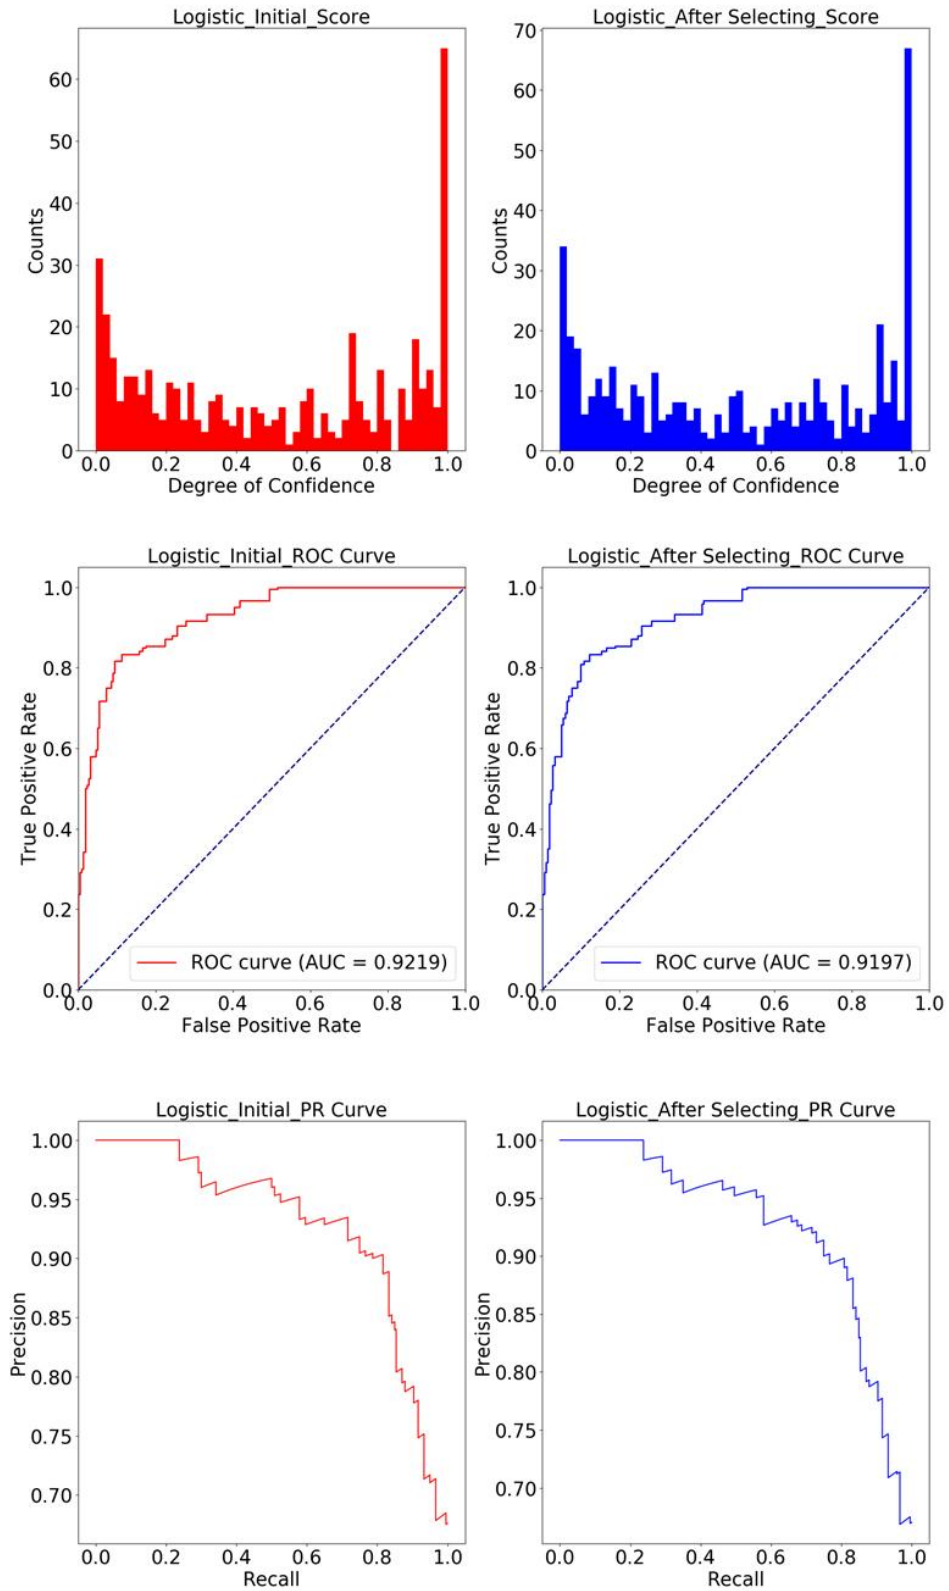 Logistic_Initial_Score
Counts
60
50
40
30
20
10
0
0.0 0.2 0.4 0.6 0.8 1.0
Degree of Confidence
Logistic_After Selecting_Score
Counts
70
60
50
40
30
20
10
0
0.0 0.2 0.4 0.6 0.8 1.0
Degree of Confidence
Logistic_Initial_ROC Curve
True Positive Rate
1.0
0.8
0.6
0.4
0.2
0.0
ROC curve (AUC = 0.9219)
0.0 0.2 0.4 0.6 0.8 1.0
False Positive Rate
Logistic_After Selecting_ROC Curve
True Positive Rate
1.0
0.8
0.6
0.4
0.2
0.0
ROC curve (AUC = 0.9197)
0.0 0.2 0.4 0.6 0.8 1.0
False Positive Rate
Logistic_Initial_PR Curve
Precision
1.00
0.95
0.90
0.85
0.80
0.75
0.70
0.0 0.2 0.4 0.6 0.8 1.0
Recall
Logistic_After Selecting_PR Curve
Precision
1.00
0.95
0.90
0.85
0.80
0.75
0.70
0.0 0.2 0.4 0.6 0.8 1.0
Recall